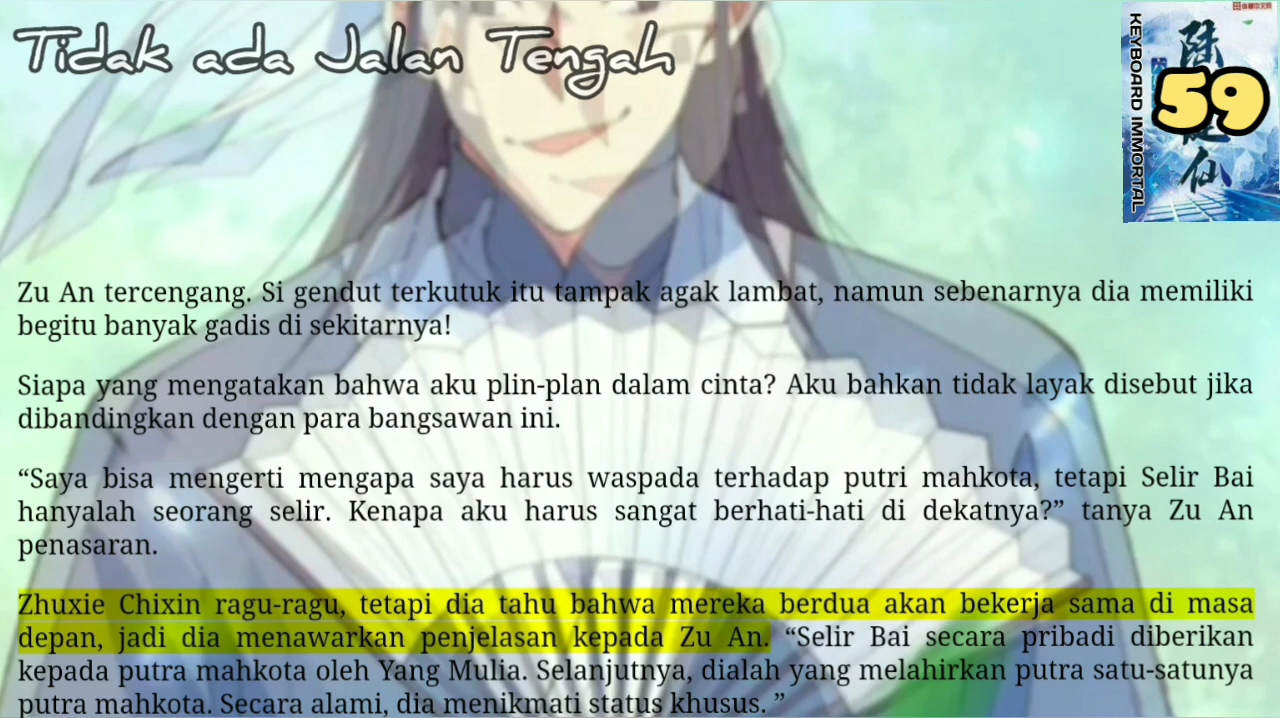 Tidak ada Jalan Tengah
KEYBOARD IMMORTAL
59
仙
Zu An tercengang. Si gendut terkutuk itu tampak agak lambat, namun sebenarnya dia memiliki
begitu banyak gadis di sekitarnya!
Siapa yang mengatakan bahwa aku plin-plan dalam cinta? Aku bahkan tidak layak disebut jika
dibandingkan dengan para bangsawan ini.
“Saya bisa mengerti mengapa saya harus waspada terhadap putri mahkota, tetapi Selir Bai
hanyalah seorang selir. Kenapa aku harus sangat berhati-hati di dekatnya?” tanya Zu An
penasaran.
Zhuxie Chixin ragu-ragu, tetapi dia tahu bahwa mereka berdua akan bekerja sama di masa
depan, jadi dia menawarkan penjelasan kepada Zu An. “Selir Bai secara pribadi diberikan
kepada putra mahkota oleh Yang Mulia. Selanjutnya, dialah yang melahirkan putra satu-satunya
putra mahkota. Secara alami, dia menikmati status khusus. ”